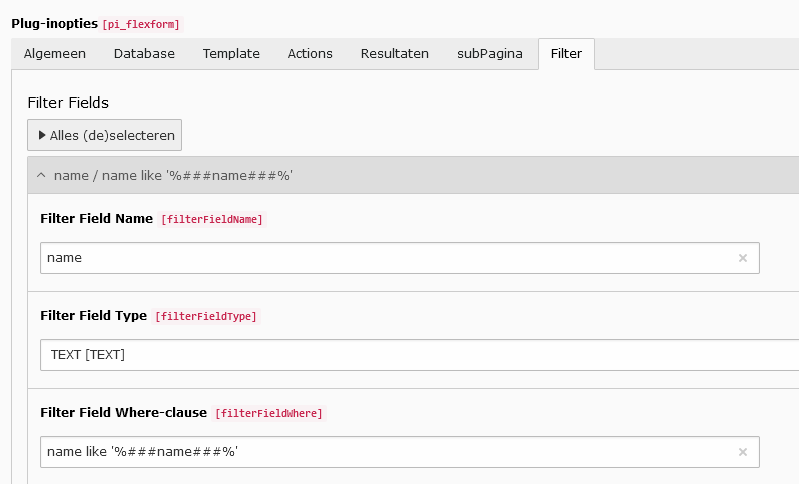 Plug-inopties [pi_flexform]
Algemeen Database Template Actions Resultaten subPagina Filter
Filter Fields
Alles (de)selecteren
name / name like '%###name###%'
Filter Field Name [filterFieldName]
name
Filter Field Type [filterFieldType]
TEXT [TEXT]
Filter Field Where-clause [filterFieldWhere]
name like '%###name###%'